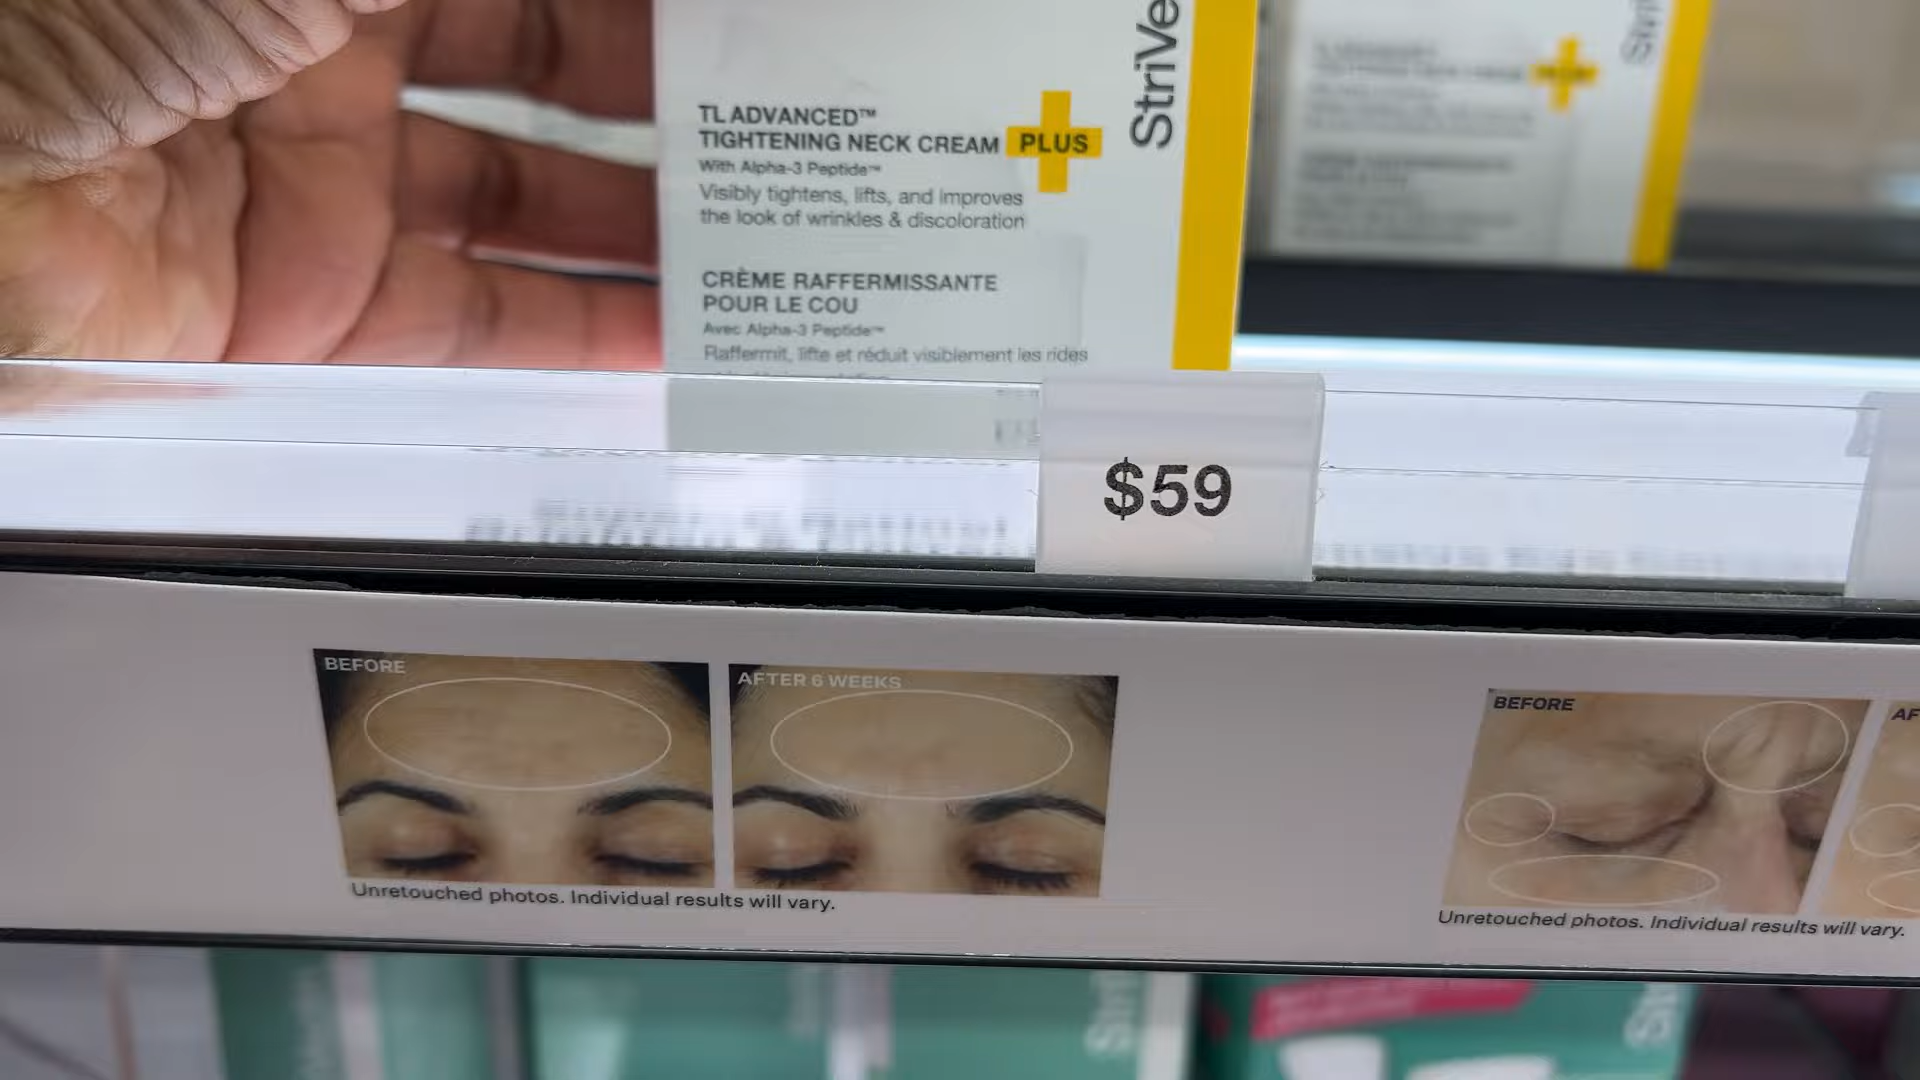 TL ADVANCED™
TIGHTENING NECK CREAM PLUS
With Alpha-3 Peptide™
Visibly tightens, lifts, and improves
the look of wrinkles & discoloration
CRÈME RAFFERMISSANTE
POUR LE COU
Avec Alpha-3 Peptide™
Raffermit, lifte et réduit visiblement les rides
StriVe
$59
BEFORE
AFTER 6 WEEKS
Unretouched photos. Individual results will vary.
BEFORE
AF
Unretouched photos. Individual results will vary.